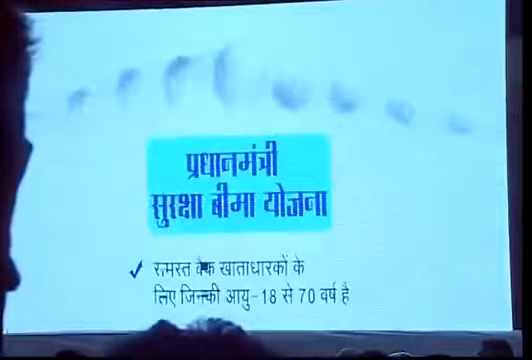 प्रधानमंत्री
सुरक्षा बीमा योजना
✓ समस्त बैंक खाताधारकों के
लिए जिनकी आयु-18 से 70 वर्ष है